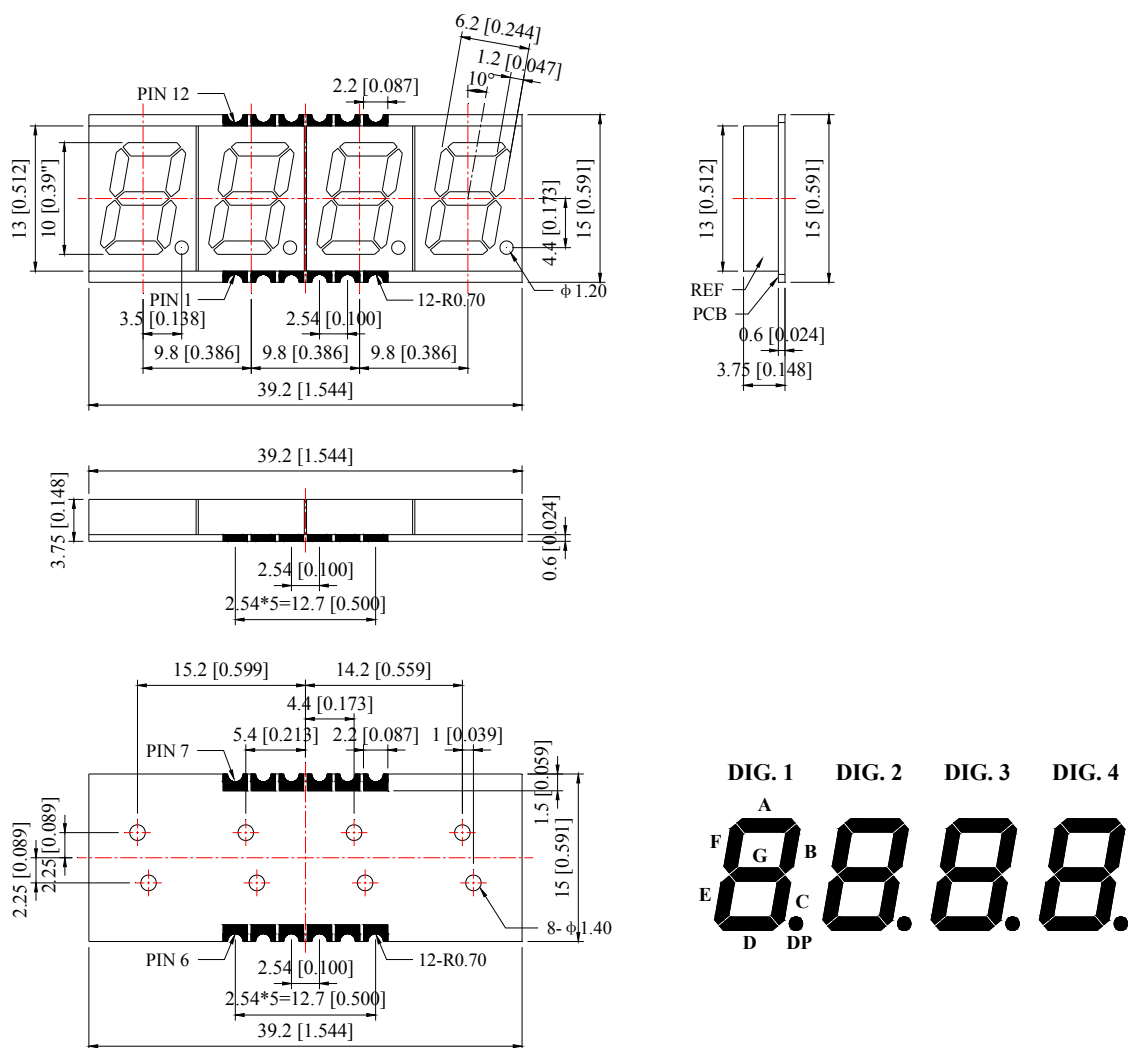 6.2 [0.244]
1.2 [0.047]
10°
2.2 [0.087]
PIN 12
13 [0.512]
10 [0.39"]
4.4 [0.173]
15 [0.591]
PIN 1
12-R0.70
ϕ1.20
3.5 [0.138]
2.54 [0.100]
9.8 [0.386]
9.8 [0.386]
9.8 [0.386]
39.2 [1.544]
13 [0.512]
15 [0.591]
REF
PCB
0.6 [0.024]
3.75 [0.148]
39.2 [1.544]
3.75 [0.148]
0.6 [0.024]
2.54 [0.100]
2.54*5=12.7 [0.500]
15.2 [0.599]
14.2 [0.559]
4.4 [0.173]
5.4 [0.213]
2.2 [0.087]
1 [0.039]
PIN 7
1.5 [0.059]
15 [0.591]
2.25 [0.089]
2.25 [0.089]
8-ϕ1.40
PIN 6
12-R0.70
2.54 [0.100]
2.54*5=12.7 [0.500]
39.2 [1.544]
DIG. 1 DIG. 2 DIG. 3 DIG. 4
A
F
G
B
E
C
D
DP